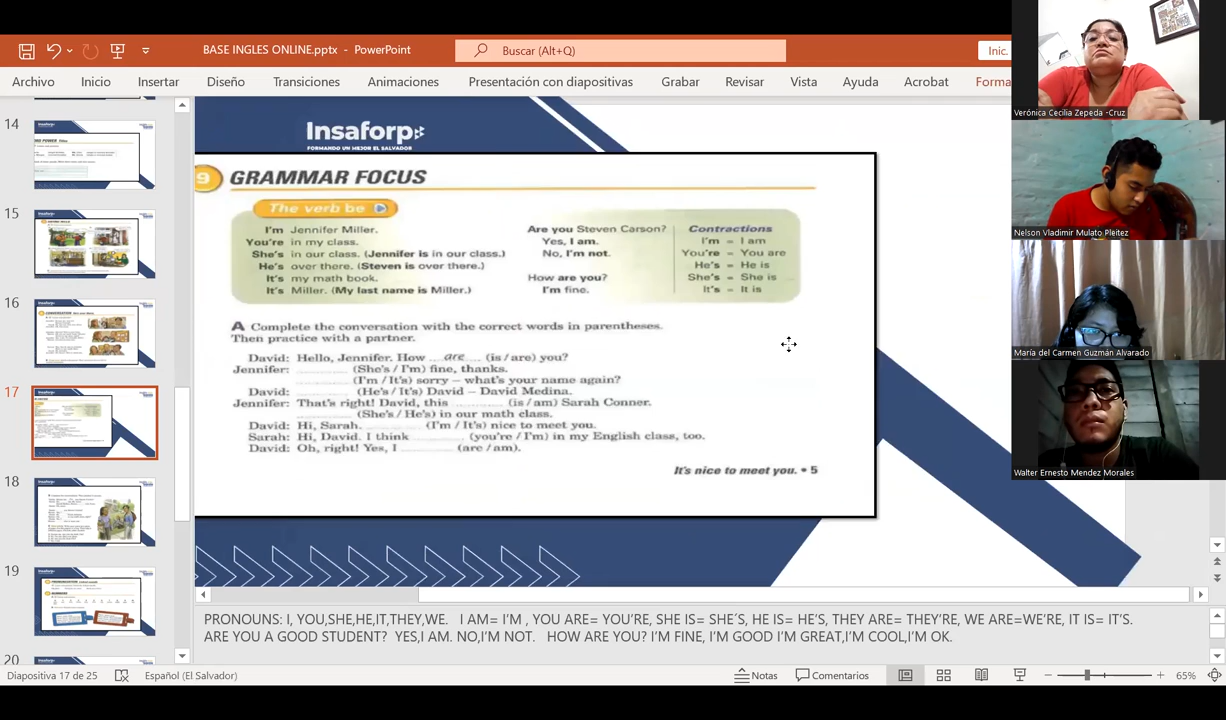 BASE INGLES ONLINE.pptx - PowerPoint
Buscar (Alt+Q)
Inic.
Archivo Inicio Insertar Diseño Transiciones Animaciones Presentación con diapositivas Grabar Revisar Vista Ayuda Acrobat Forma
Verónica Cecilia Zepeda -Cruz
Nelson Vladimir Mulato Pleitez
María del Carmen Guzmán Alvarado
Walter Ernesto Mendez Morales
14
15
16
17
18
19
20
Insaforp
FORMANDO UN MEJOR EL SALVADOR
9 GRAMMAR FOCUS
The verb be
I'm Jennifer Miller.
You're in my class.
She's in our class. (Jennifer is in our class.)
He's over there. (Steven is over there.)
It's my math book.
It's Miller. (My last name is Miller.)
Are you Steven Carson?
Yes, I am.
No, I'm not.
How are you?
I'm fine.
Contractions
I'm = I am
You're = You are
He's = He is
She's = She is
It's = It is
A Complete the conversation with the correct words in parentheses.
Then practice with a partner.
David: Hello, Jennifer. How are (is / are) you?
Jennifer: (She's / I'm) fine, thanks.
(I'm / It's) sorry – what's your name again?
David: (He's / It's) David – David Medina.
Jennifer: That's right! David, this (is / am) Sarah Conner.
(She's / He's) in our math class.
David: Hi, Sarah. (I'm / It's) nice to meet you.
Sarah: Hi, David. I think (you're / I'm) in my English class, too.
David: Oh, right! Yes, I (are / am).
It's nice to meet you. • 5
PRONOUNS: I, YOU,SHE,HE,IT,THEY,WE. I AM= I'M , YOU ARE= YOU'RE, SHE IS= SHE´S, HE IS= HE'S, THEY ARE= THEY'RE, WE ARE=WE'RE, IT IS= IT'S.
ARE YOU A GOOD STUDENT? YES,I AM. NO,I'M NOT. HOW ARE YOU? I'M FINE, I'M GOOD I'M GREAT,I'M COOL,I'M OK.
Diapositiva 17 de 25 Español (El Salvador) Notas Comentarios 65%